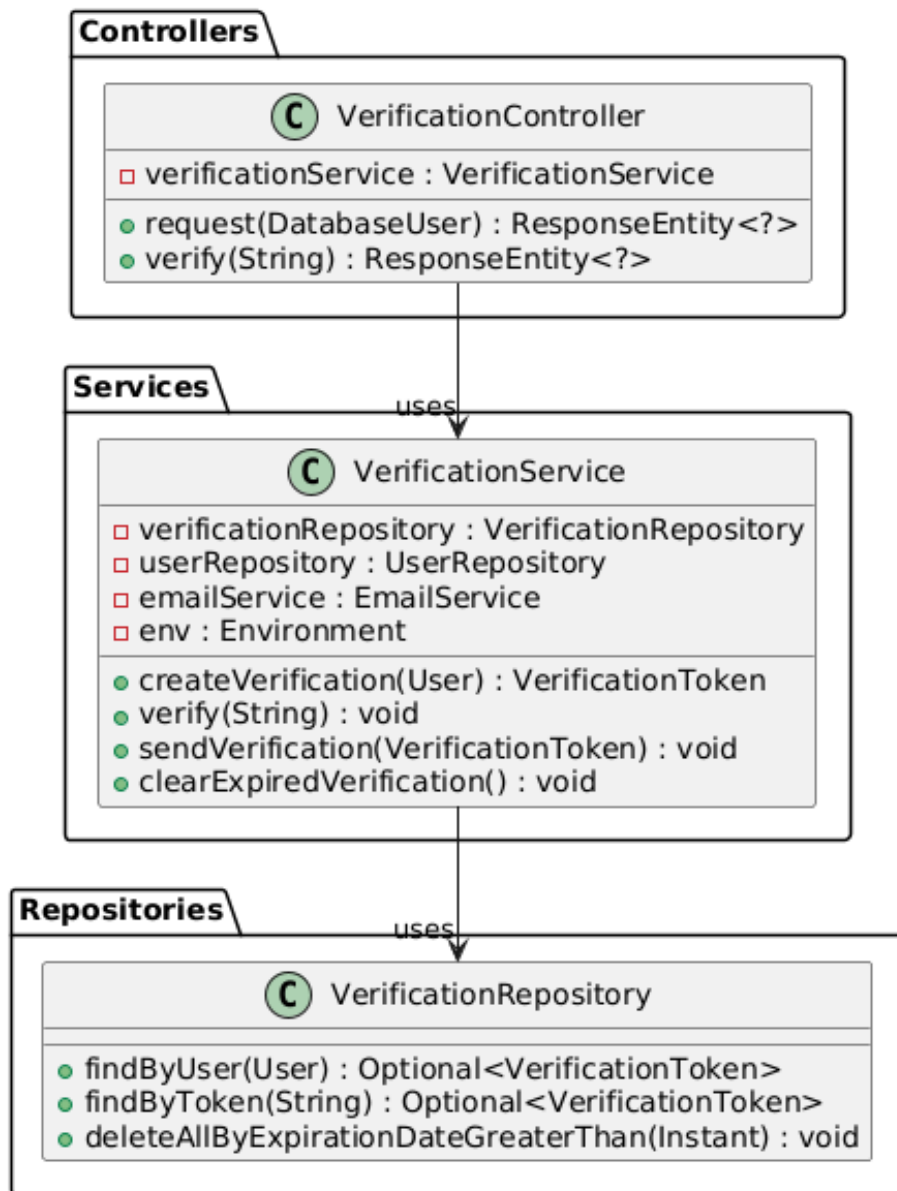 Controllers
C VerificationController
verificationService : VerificationService
request(DatabaseUser) : ResponseEntity<?>
verify(String) : ResponseEntity<?>
uses
Services
C VerificationService
verificationRepository : VerificationRepository
userRepository : UserRepository
emailService : EmailService
env : Environment
createVerification(User) : VerificationToken
verify(String) : void
sendVerification(VerificationToken) : void
clearExpiredVerification() : void
uses
Repositories
C VerificationRepository
findByUser(User) : Optional<VerificationToken>
findByToken(String) : Optional<VerificationToken>
deleteAllByExpirationDateGreaterThan(Instant) : void